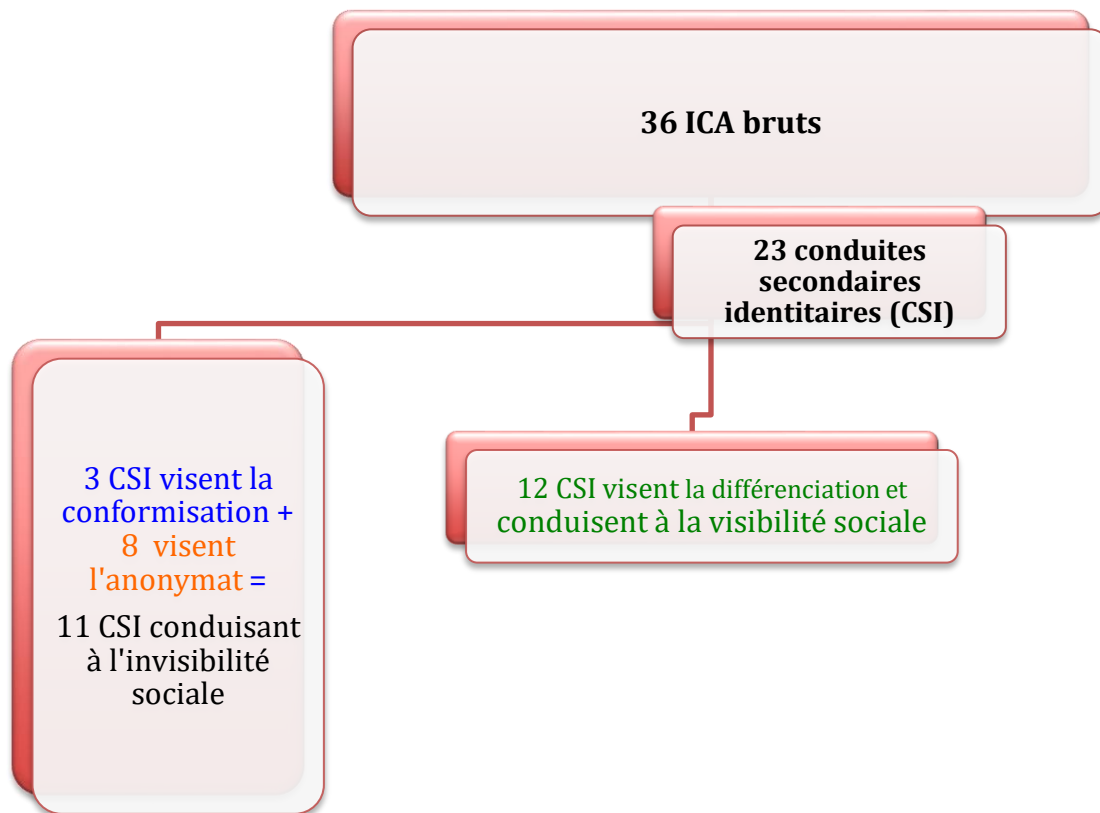 36 ICA bruts
23 conduites
secondaires
identitaires (CSI)
3 CSI visent la
conformisation +
8 visent
l'anonymat =
11 CSI conduisant
à l'invisibilité
sociale
12 CSI visent la différenciation et
conduisent à la visibilité sociale